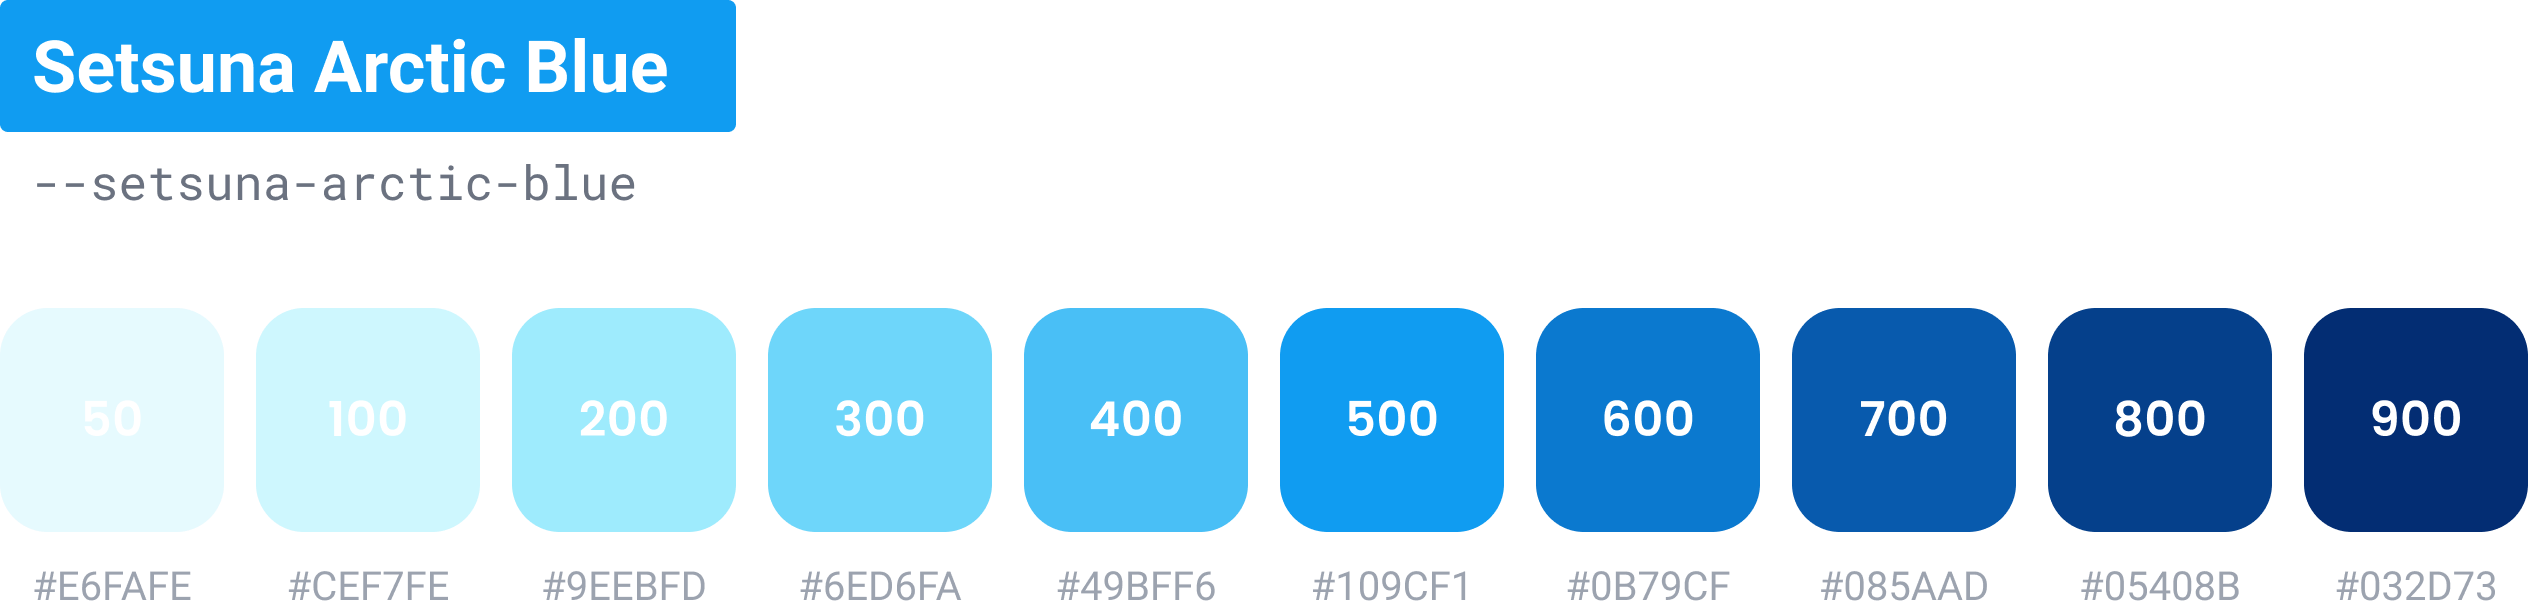 Setsuna Arctic Blue
--setsuna-arctic-blue
50 100 200 300 400 500 600 700 800 900
#E6FAFE #CEF7FE #9EEBFD #6ED6FA #49BFF6 #109CF1 #0B79CF #085AAD #05408B #032D73